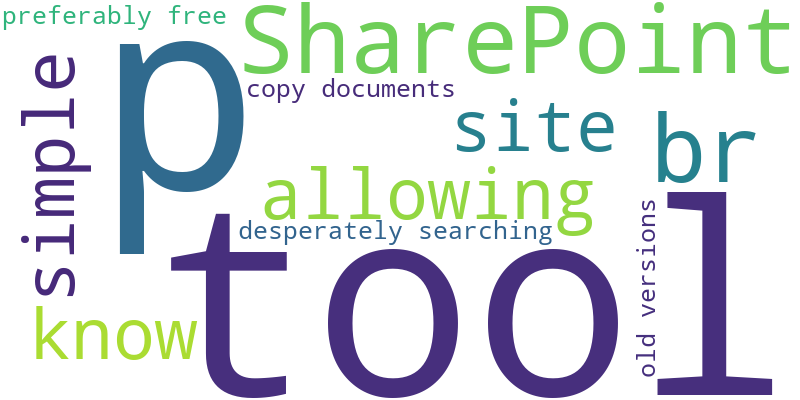 preferably free
SharePoint
p
copy documents
simple
site
br
allowing
desperately searching
old versions
know
tool